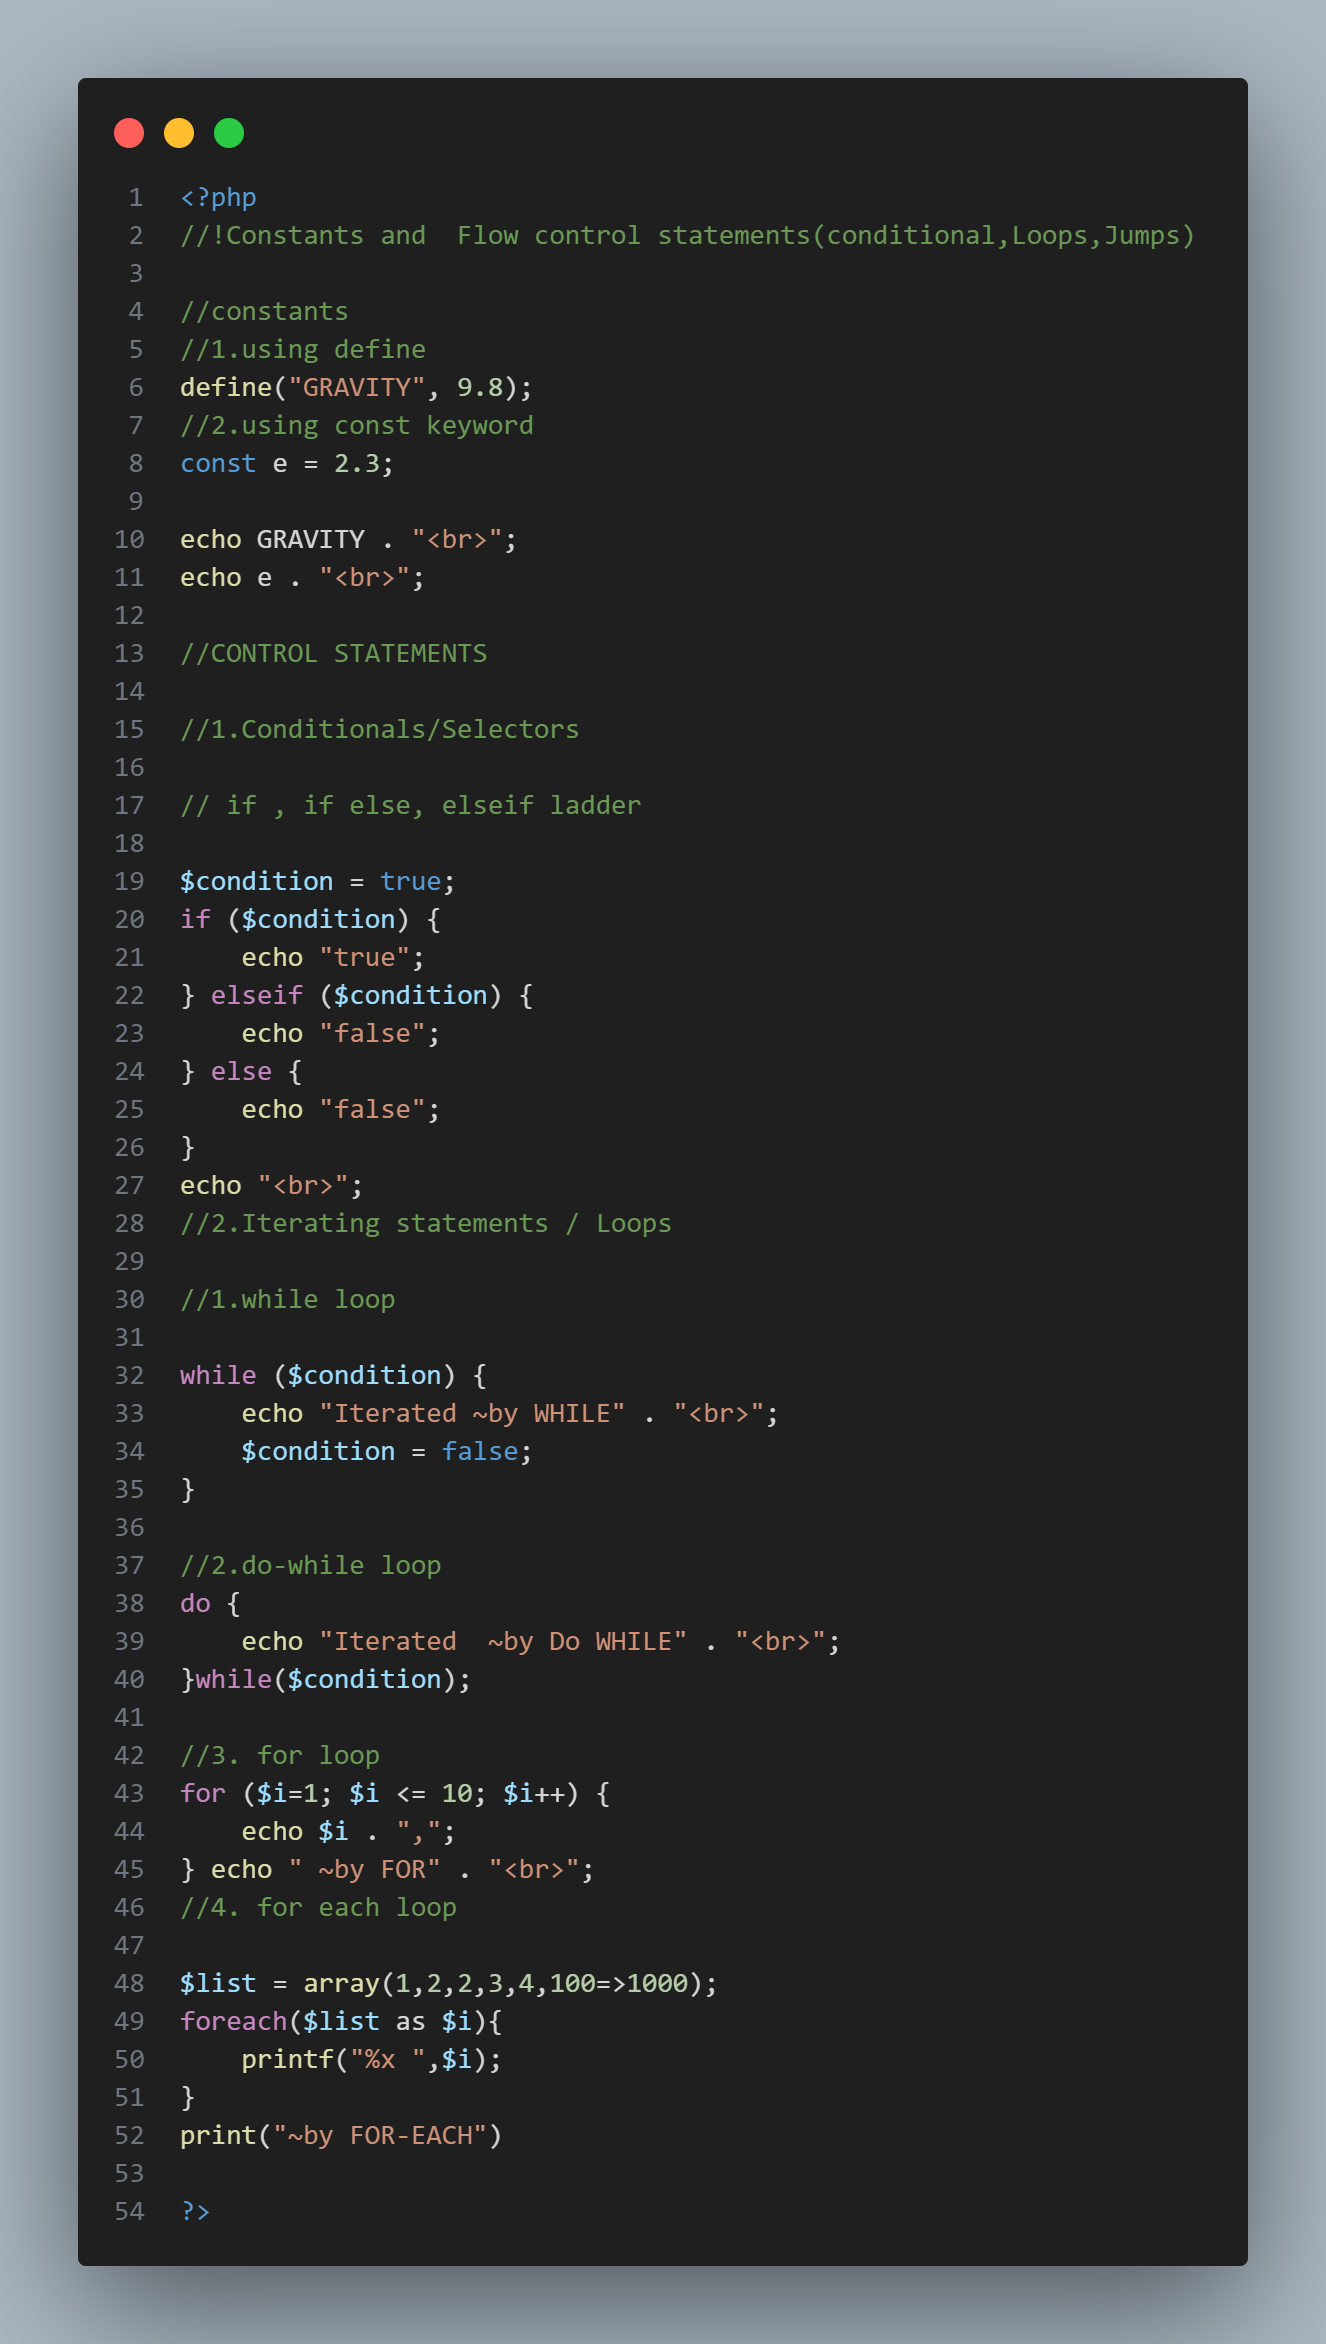 1 <?php
2 //!Constants and  Flow control statements(conditional,Loops,Jumps)
3
4 //constants
5 //1.using define
6 define("GRAVITY", 9.8);
7 //2.using const keyword
8 const e = 2.3;
9
10 echo GRAVITY . "<br>";
11 echo e . "<br>";
12
13 //CONTROL STATEMENTS
14
15 //1.Conditionals/Selectors
16
17 // if , if else, elseif ladder
18
19 $condition = true;
20 if ($condition) {
21     echo "true";
22 } elseif ($condition) {
23     echo "false";
24 } else {
25     echo "false";
26 }
27 echo "<br>";
28 //2.Iterating statements / Loops
29
30 //1.while loop
31
32 while ($condition) {
33     echo "Iterated ~by WHILE" . "<br>";
34     $condition = false;
35 }
36
37 //2.do-while loop
38 do {
39     echo "Iterated  ~by Do WHILE" . "<br>";
40 }while($condition);
41
42 //3. for loop
43 for ($i=1; $i <= 10; $i++) {
44     echo $i . ",";
45 } echo " ~by FOR" . "<br>";
46 //4. for each loop
47
48 $list = array(1,2,2,3,4,100=>1000);
49 foreach($list as $i){
50     printf("%x ",$i);
51 }
52 print("~by FOR-EACH")
53
54 ?>